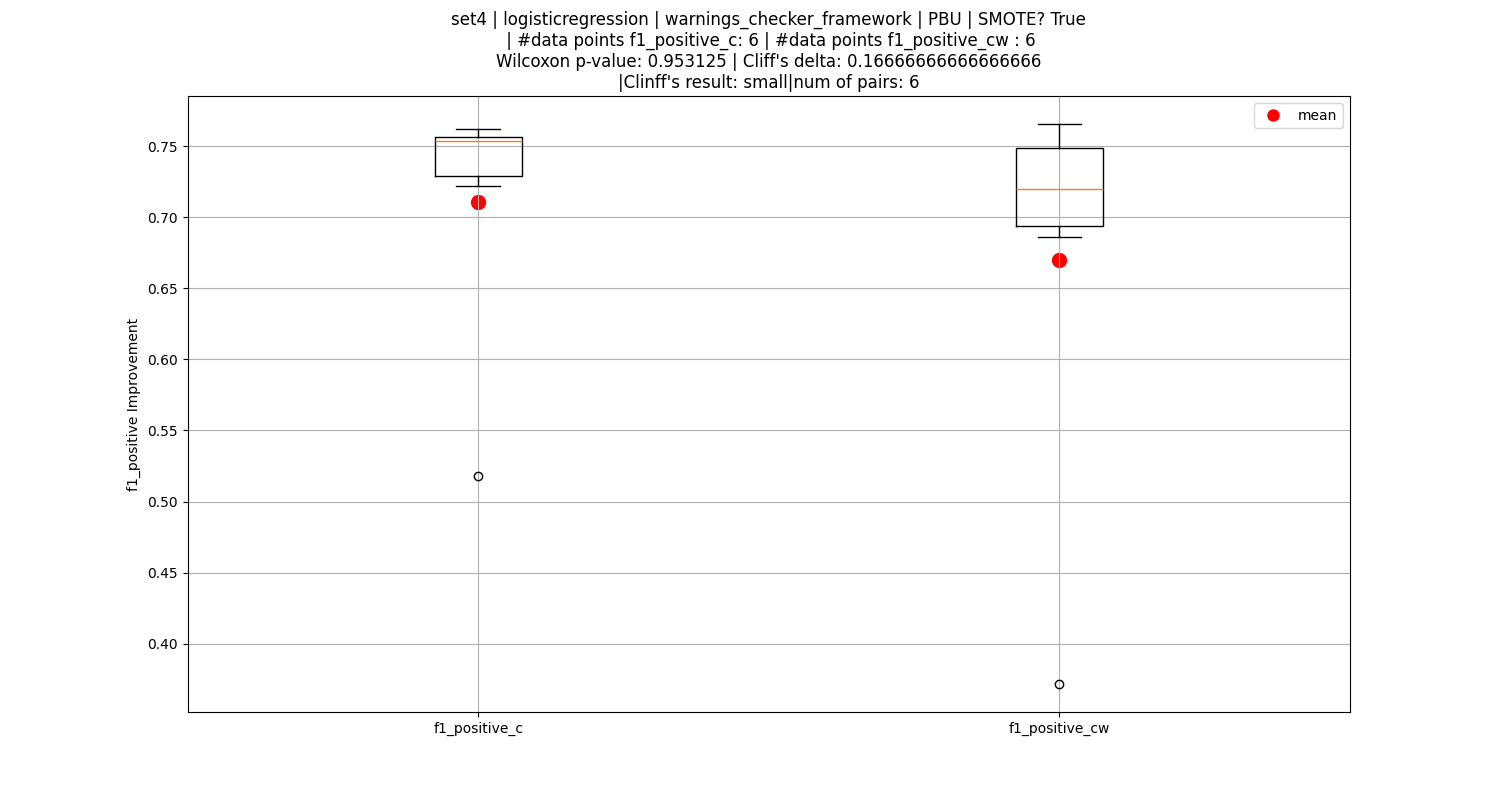 set4 | logisticregression | warnings_checker_framework | PBU | SMOTE? True
| #data points f1_positive_c: 6 | #data points f1_positive_cw : 6
Wilcoxon p-value: 0.953125 | Cliff's delta: 0.16666666666666666
|Clinff's result: small|num of pairs: 6
mean
f1_positive Improvement
0.75
0.70
0.65
0.60
0.55
0.50
0.45
0.40
f1_positive_c
f1_positive_cw